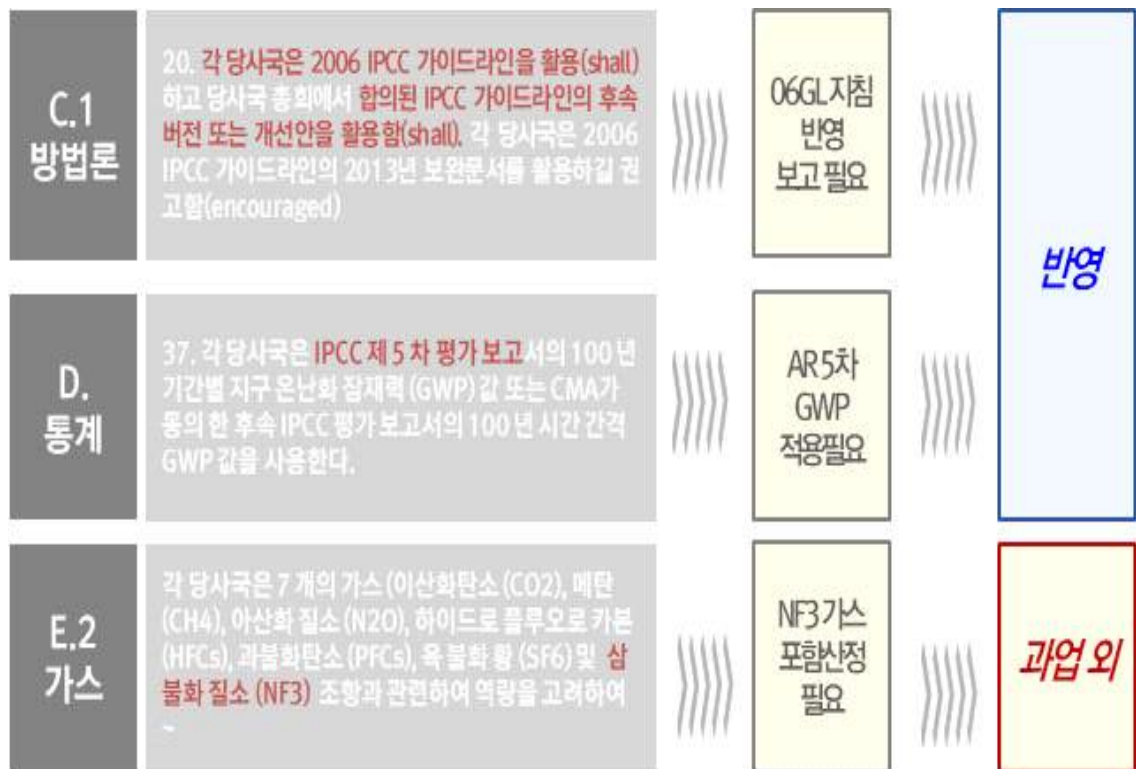 C.1
방법론
20. 각 당사국은 2006 IPCC 가이드라인을 활용(shall)
하고 당사국 총회에서 합의된 IPCC 가이드라인의 후속
버전 또는 개선안을 활용함(shall). 각 당사국은 2006
IPCC 가이드라인의 2013년 보완문서를 활용하길 권
고함(encouraged)
06GL 지침
반영
보고 필요
반영
D.
통계
37. 각 당사국은 IPCC 제 5 차 평가 보고서의 100 년
기간별 지구 온난화 잠재력 (GWP) 값 또는 CMA가
동의 한 후속 IPCC 평가 보고서의 100 년 시간 간격
GWP 값을 사용한다.
AR 5차
GWP
적용필요
E.2
가스
각 당사국은 7 개의 가스 (이산화탄소 (CO2), 메탄
(CH4), 아산화 질소 (N2O), 하이드로 플루오로 카본
(HFCs), 과불화탄소 (PFCs), 육 불화 황 (SF6) 및 삼
불화 질소 (NF3) 조항과 관련하여 역량을 고려하여
~
NF3 가스
포함산정
필요
과업 외